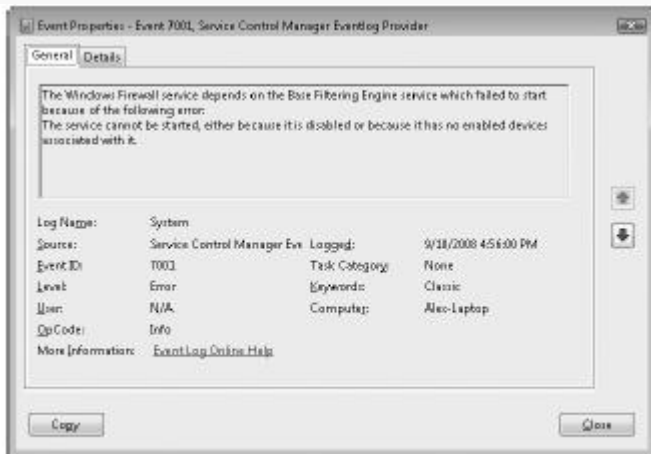 Event Properties - Event 7001, Service Control Manager Eventlog Provider
General Details
The Windows Firewall service depends on the Base Filtering Engine service which failed to start
because of the following error:
The service cannot be started, either because it is disabled or because it has no enabled devices
associated with it.
Log Name: System
Source: Service Control Manager Eve Logged: 9/18/2008 4:56:00 PM
Event ID: 7001 Task Category: None
Level: Error Keywords: Classic
User: N/A Computer: Alex-Laptop
OpCode: Info
More Information: Event Log Online Help
Copy Close